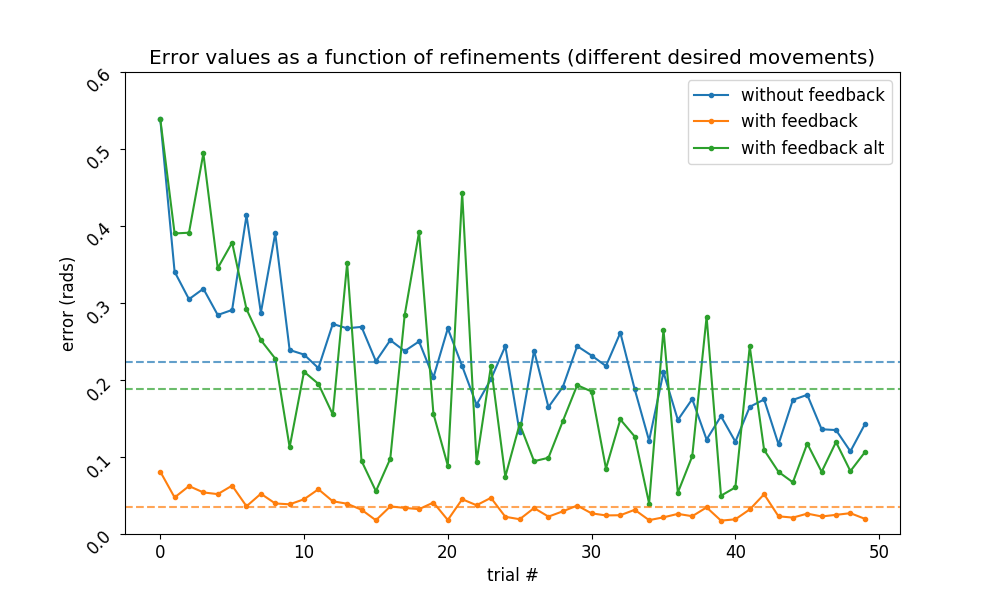 Error values as a function of refinements (different desired movements)
without feedback
with feedback
with feedback alt
error (rads)
0.6
0.5
0.4
0.3
0.2
0.1
0.0
0 10 20 30 40 50
trial #